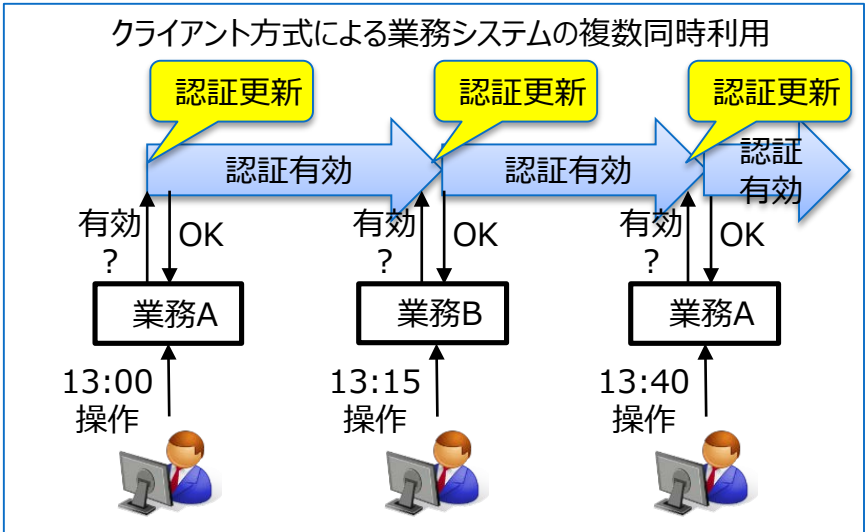 クライアント方式による業務システムの複数同時利用
認証更新
認証更新
認証更新
認証有効
認証有効
認証
有効
有効
?
OK
有効
?
OK
有効
?
OK
業務A
業務B
業務A
13:00
操作
13:15
操作
13:40
操作